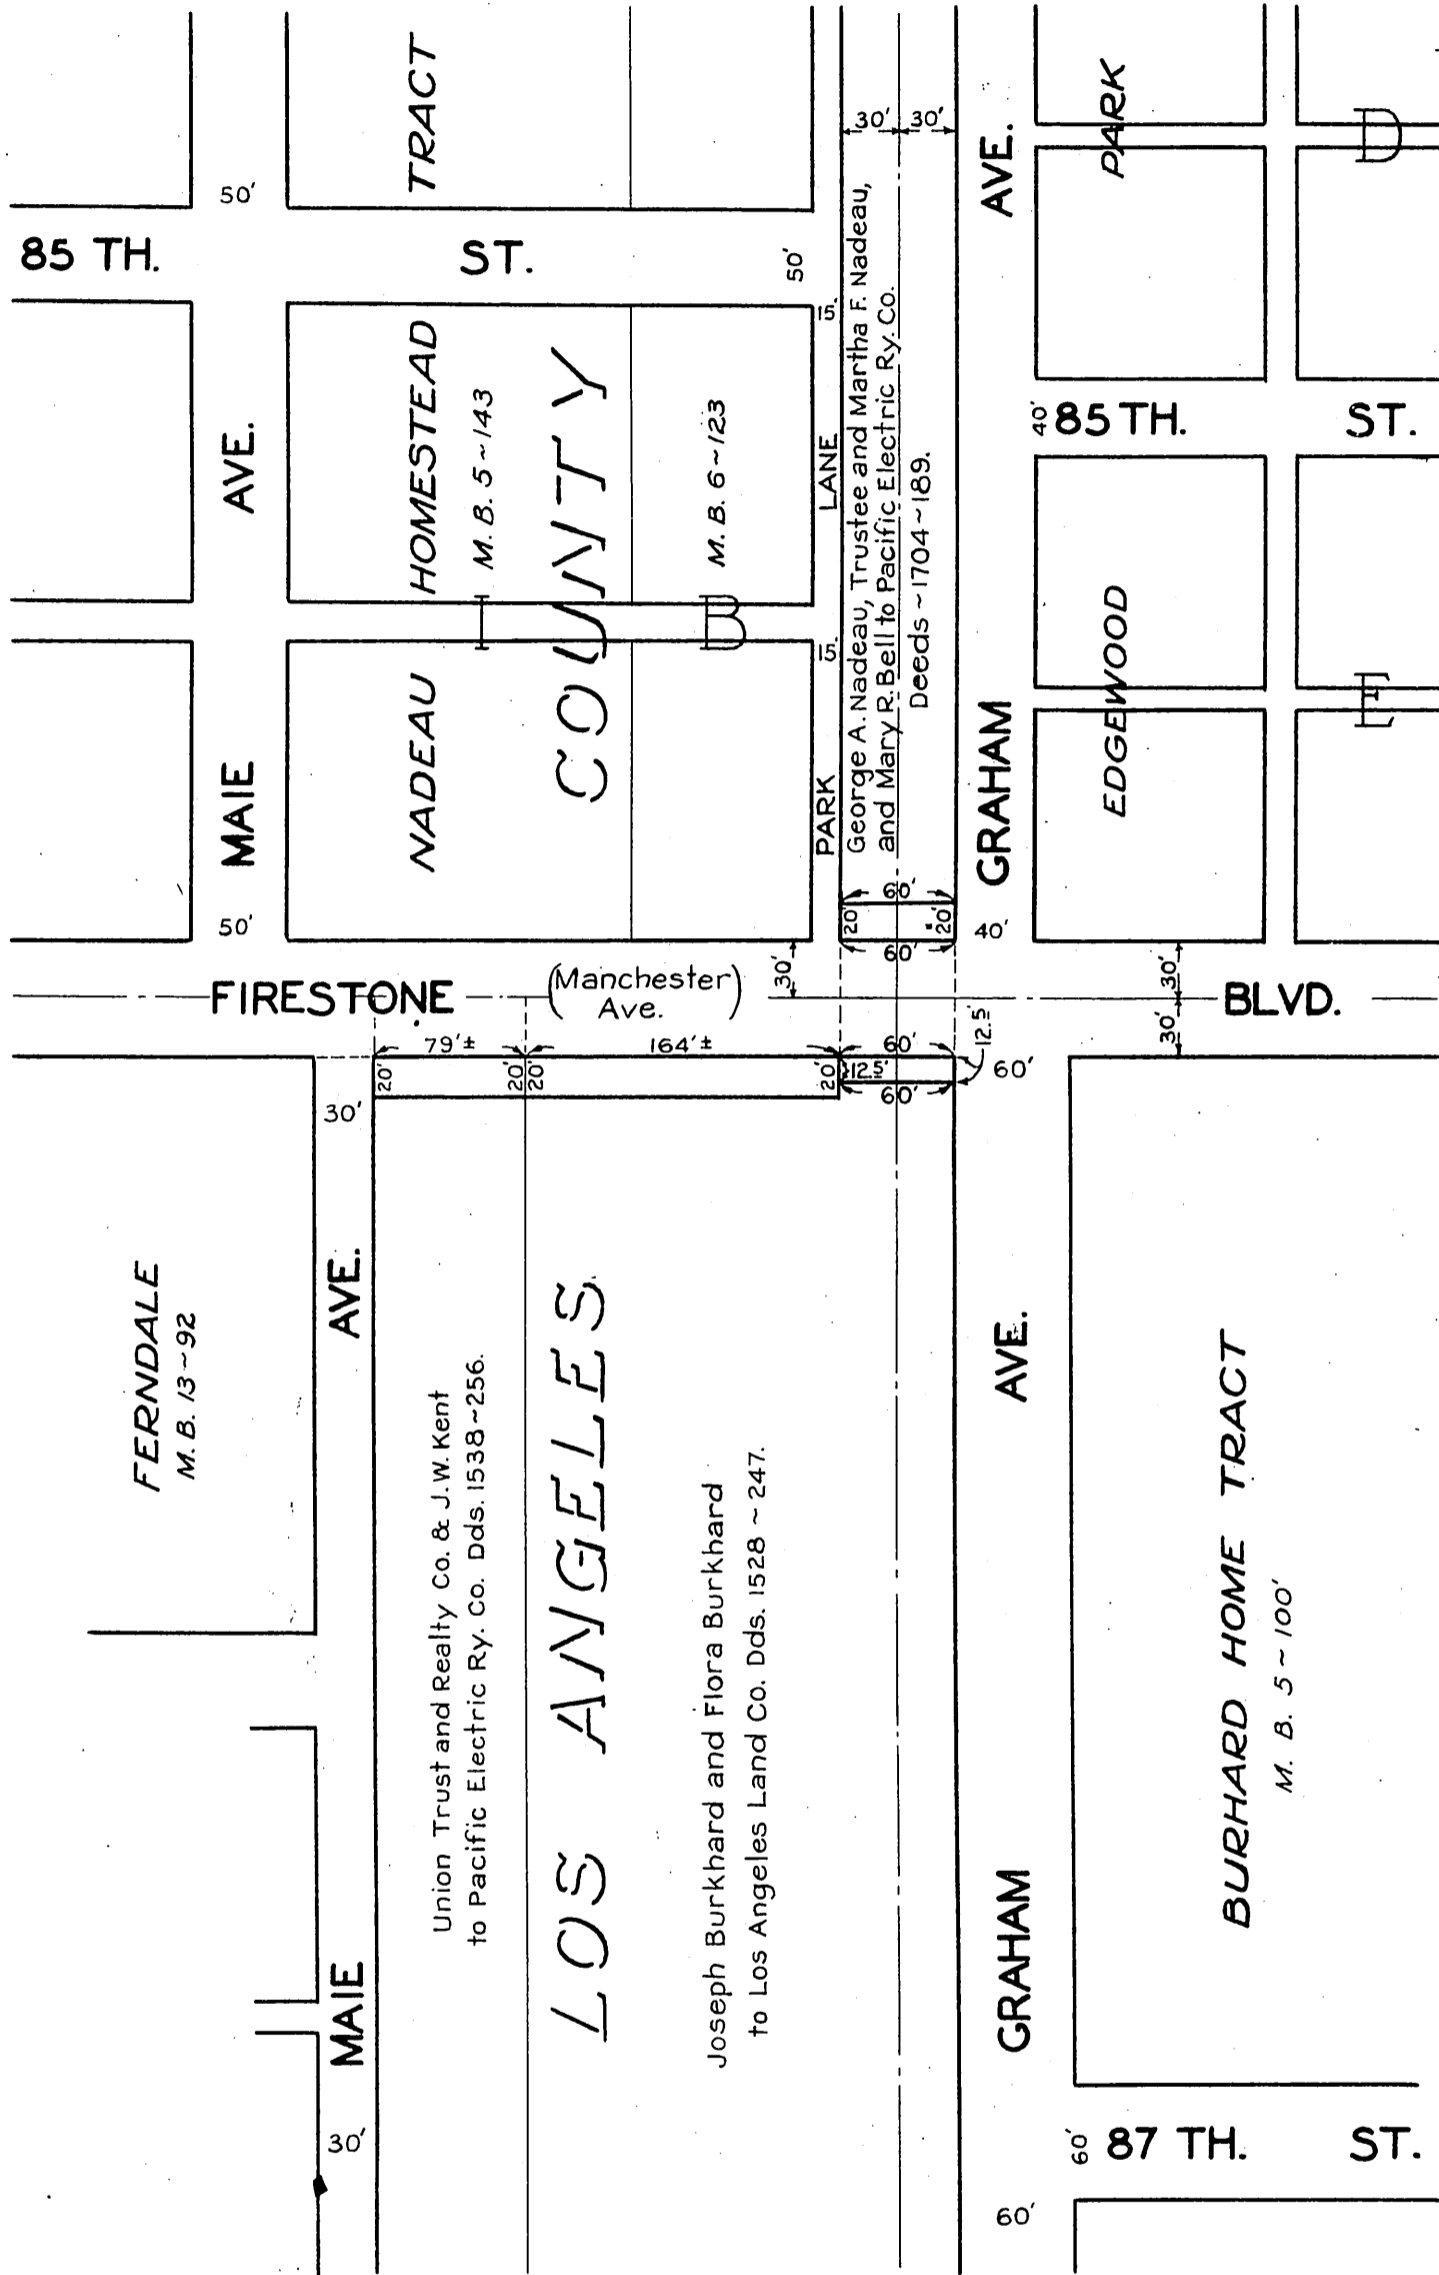 TRACT
30'
30'
AVE.
PARK
D
50'
85 TH.
ST.
50'
15.
AVE.
HOMESTEAD
M. B. 5~143
I
COUNTY
M. B. 6~123
B
LANE
15.
George A. Nadeau, Trustee and Martha F. Nadeau,
and Mary R. Bell to Pacific Electric Ry. Co.
Deeds ~ 1704~189.
40'
85 TH.
ST.
MAIE
NADEAU
PARK
GRAHAM
EDGEWOOD
E
50'
60'
20'
20'
60'
40'
FIRESTONE
(Manchester
Ave.)
30'
30'
30'
BLVD.
79'±
164'±
60'
12.5'
20'
20'
20'
20'
12.5'
60'
60'
30'
FERNDALE
M. B. 13~92
AVE.
Union Trust and Realty Co. & J. W. Kent
to Pacific Electric Ry. Co. Dds. 1538~256.
LOS ANGELES
Joseph Burkhard and Flora Burkhard
to Los Angeles Land Co. Dds. 1528 ~ 247.
AVE.
BURHARD HOME TRACT
M. B. 5~100'
MAIE
GRAHAM
30'
60'
87 TH.
ST.
60'